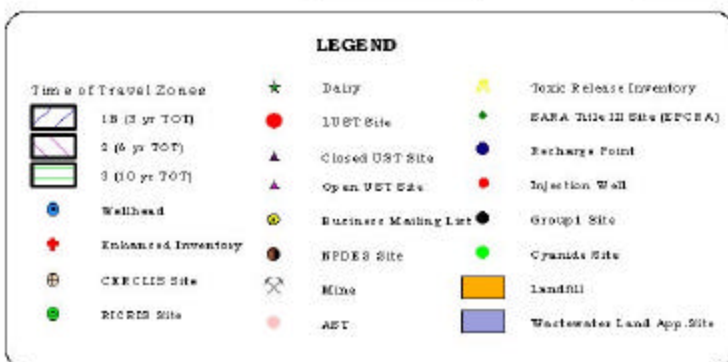 LEGEND
Time of Travel Zones
1B (3 yr TOT)
2 (6 yr TOT)
3 (10 yr TOT)
Wellhead
Enhanced Inventory
CERCLIS Site
RICRIS Site
Dairy
LUST Site
Closed UST Site
Open UST Site
Business Mailing List
NPDES Site
Mine
AST
Toxic Release Inventory
SARA Title III Site (EPCRA)
Recharge Point
Injection Well
Group1 Site
Cyanide Site
Landfill
Wastewater Land App. Site